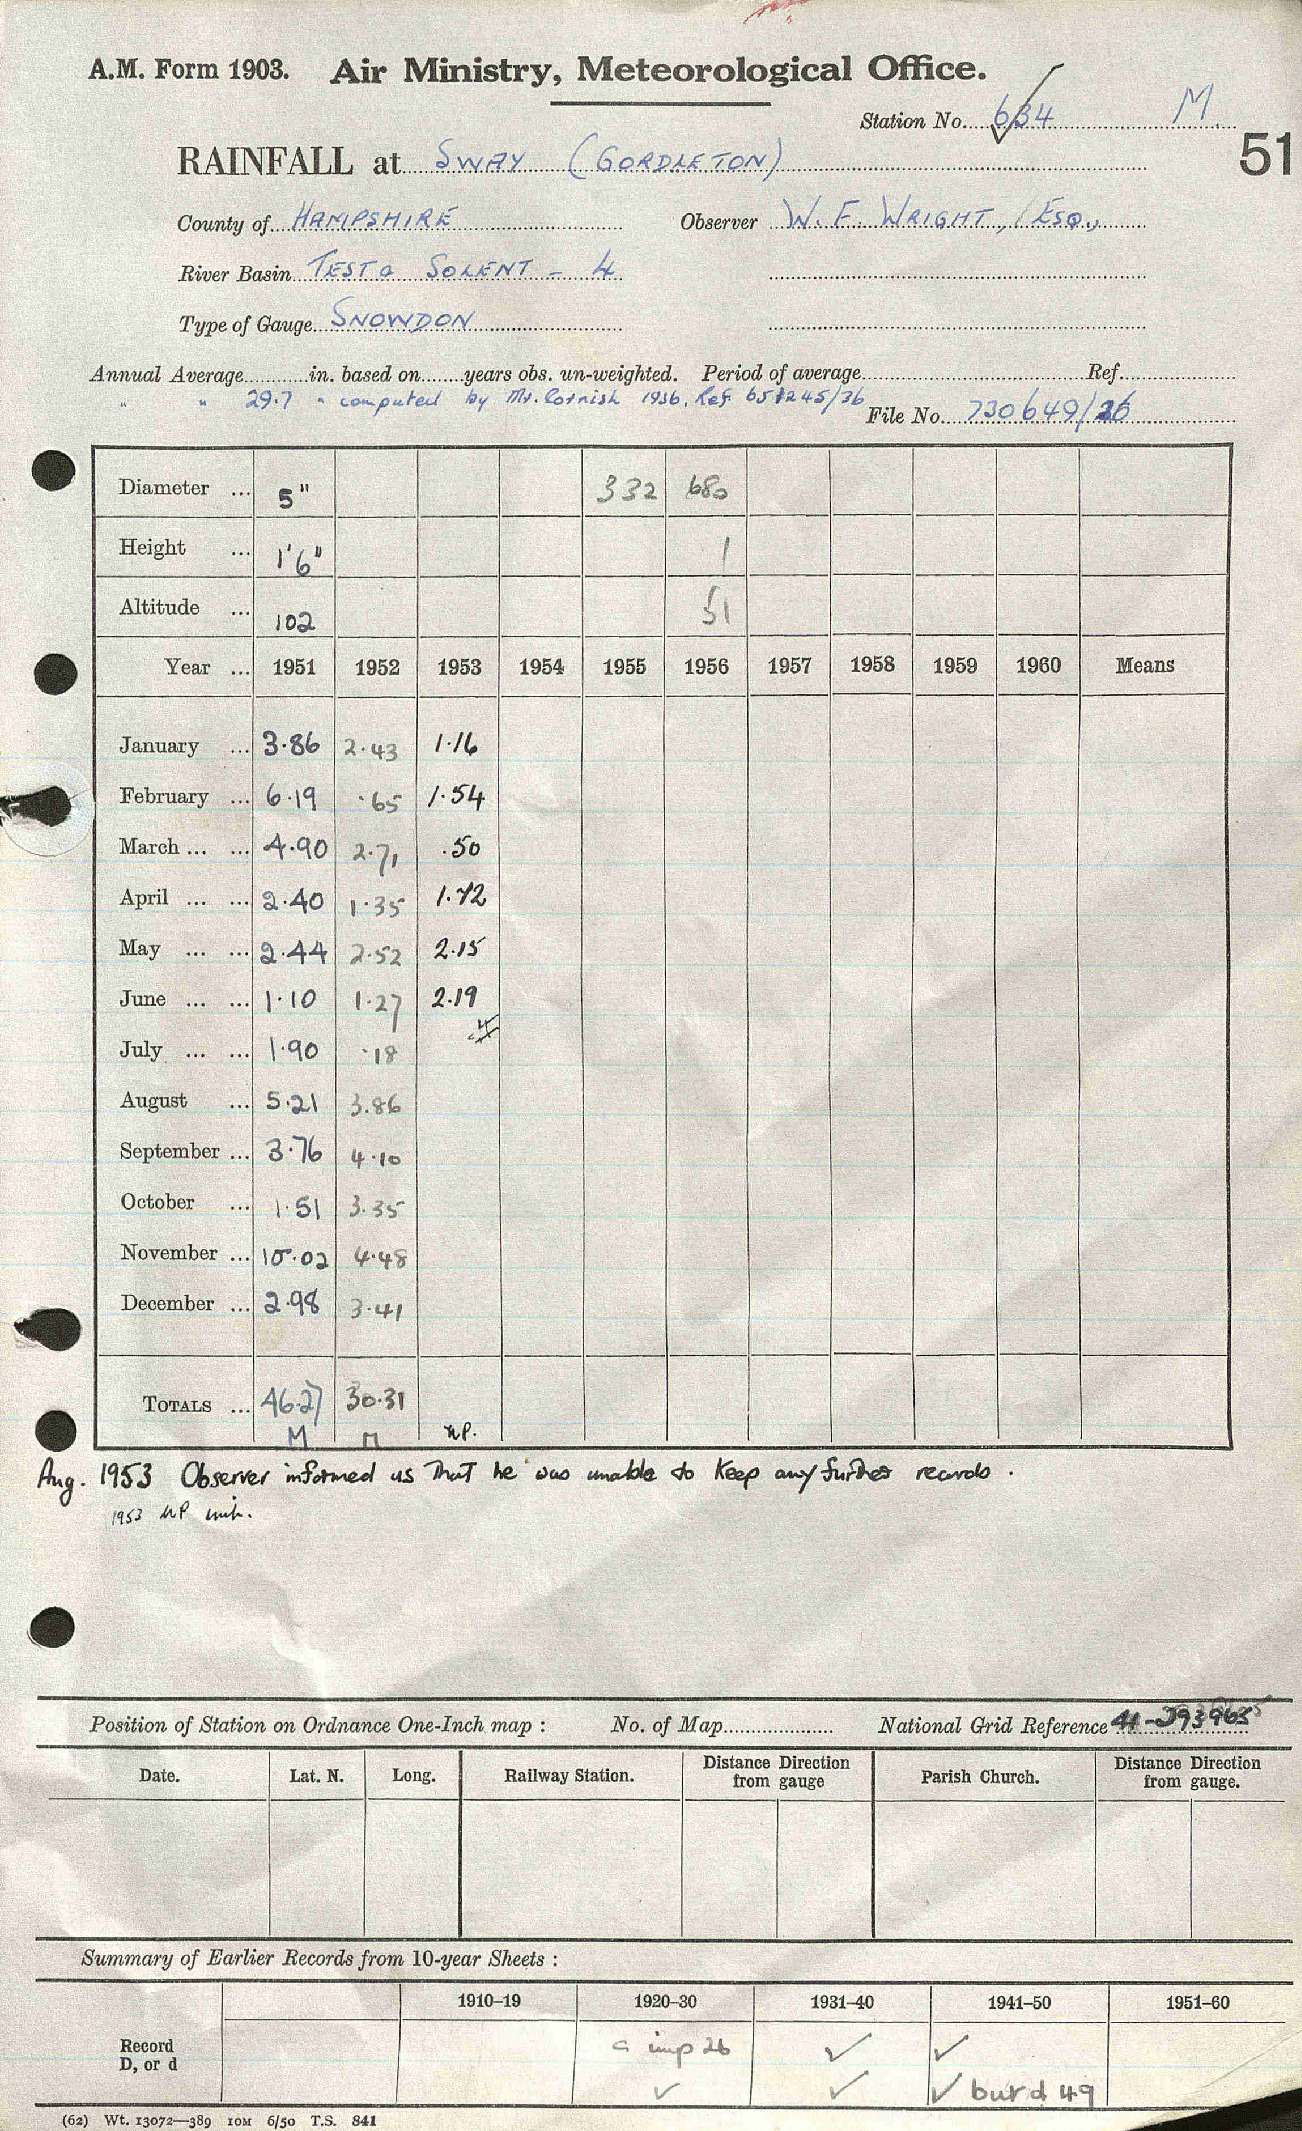 A.M. Form 1903. Air Ministry, Meteorological Office.
Station No. 634 M.
51
RAINFALL at SWAY (GORDLETON)
County of HAMPSHIRE Observer W. F. WRIGHT, ESQ.,
River Basin TEST & SOLENT - 4
Type of Gauge SNOWDON
Annual Average............in. based on........years obs. un-weighted. Period of average..............Ref..............
" " 29.7 " computed by Mr. Cornish 1936. Ref 651245/36
File No. 730649/36
Diameter ... 5" 332 680
Height ... 1'6" 1
Altitude ... 102 51
Year ... 1951 1952 1953 1954 1955 1956 1957 1958 1959 1960 Means
January ... 3.86 2.43 1.16
February ... 6.19 .65 1.54
March ... ... 4.90 2.71 .50
April ... ... 2.40 1.35 1.72
May ... ... 2.44 2.52 2.15
June ... ... 1.10 1.27 2.19
July ... ... 1.90 .18
August ... 5.21 3.86
September ... 3.76 4.10
October ... 1.51 3.35
November ... 10.02 4.48
December ... 2.98 3.41
TOTALS ... 46.27 30.31
M M NP.
Aug. 1953 Observer informed us that he was unable to keep any further records.
1953 NP
Position of Station on Ordnance One-Inch map : No. of Map.................. National Grid Reference 41-293965
Date. Lat. N. Long. Railway Station. Distance Direction from gauge Parish Church. Distance Direction from gauge.
Summary of Earlier Records from 10-year Sheets :
1910–19 1920–30 1931–40 1941–50 1951–60
Record imp 26 ✓ ✓
D, or d ✓ ✓ ✓ but d 49
(62) Wt. 13072—389 10M 6/50 T.S. 841